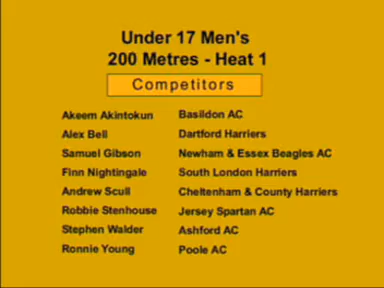 Under 17 Men's
200 Metres - Heat 1
Competitors
Akeem Akintokun Basildon AC
Alex Bell Dartford Harriers
Samuel Gibson Newham & Essex Beagles AC
Finn Nightingale South London Harriers
Andrew Scull Cheltenham & County Harriers
Robbie Stenhouse Jersey Spartan AC
Stephen Walder Ashford AC
Ronnie Young Poole AC